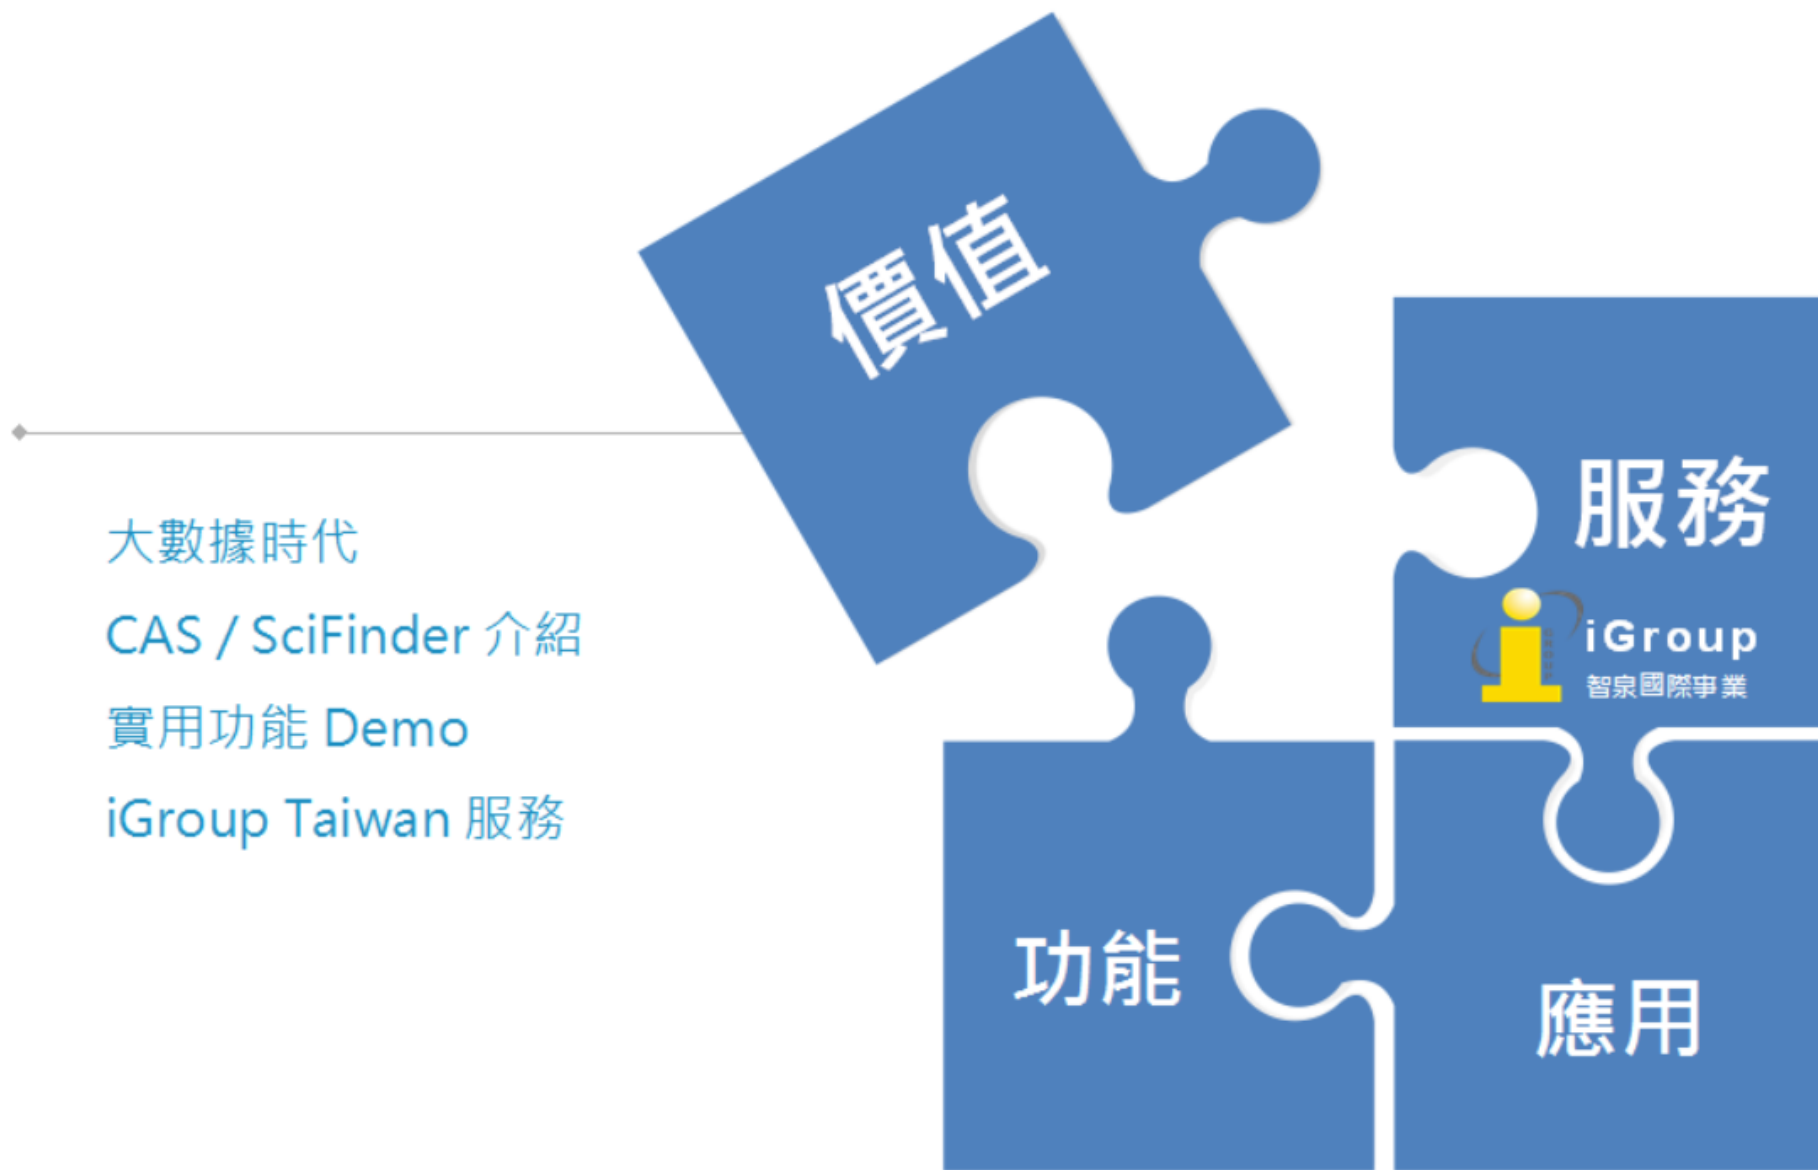 價值
大數據時代
CAS / SciFinder 介紹
實用功能 Demo
iGroup Taiwan 服務
服務
iGroup
智泉國際事業
功能
應用